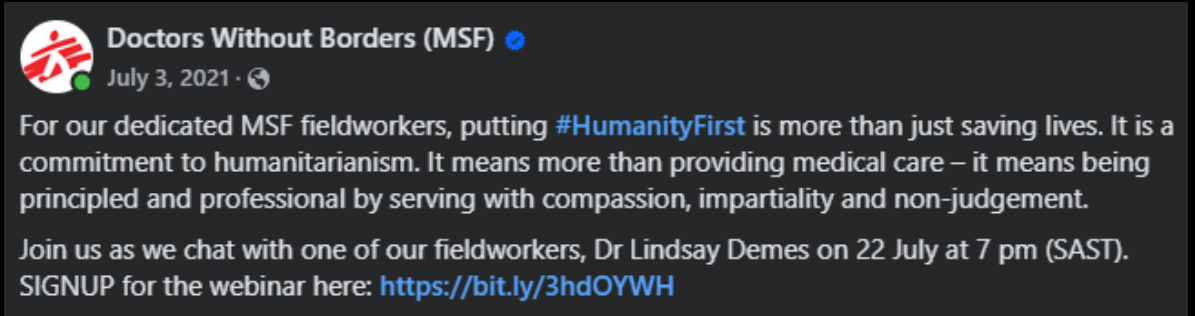 Doctors Without Borders (MSF)
July 3, 2021 ·
For our dedicated MSF fieldworkers, putting #HumanityFirst is more than just saving lives. It is a
commitment to humanitarianism. It means more than providing medical care – it means being
principled and professional by serving with compassion, impartiality and non-judgement.
Join us as we chat with one of our fieldworkers, Dr Lindsay Demes on 22 July at 7 pm (SAST).
SIGNUP for the webinar here: https://bit.ly/3hdOYWH